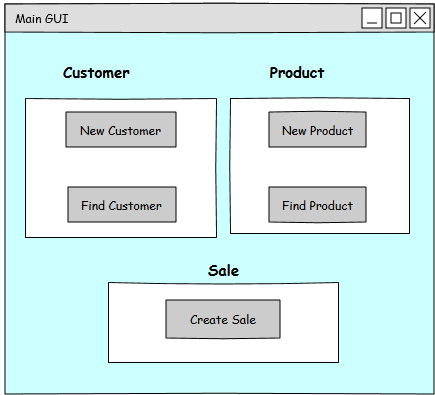 Main GUI
Customer
Product
New Customer
New Product
Find Customer
Find Product
Sale
Create Sale